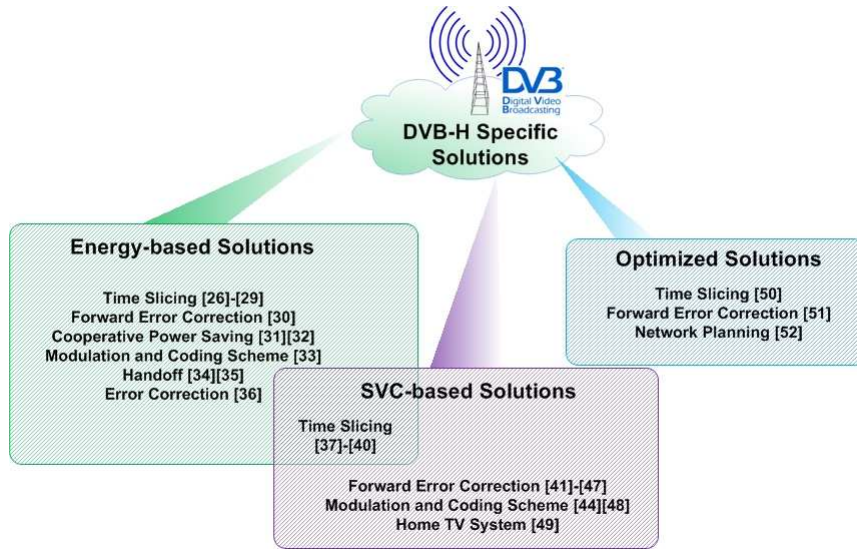 DVB
Digital Video
Broadcasting
DVB-H Specific
Solutions
Energy-based Solutions
Time Slicing [26]-[29]
Forward Error Correction [30]
Cooperative Power Saving [31][32]
Modulation and Coding Scheme [33]
Handoff [34][35]
Error Correction [36]
Optimized Solutions
Time Slicing [50]
Forward Error Correction [51]
Network Planning [52]
SVC-based Solutions
Time Slicing
[37]-[40]
Forward Error Correction [41]-[47]
Modulation and Coding Scheme [44][48]
Home TV System [49]